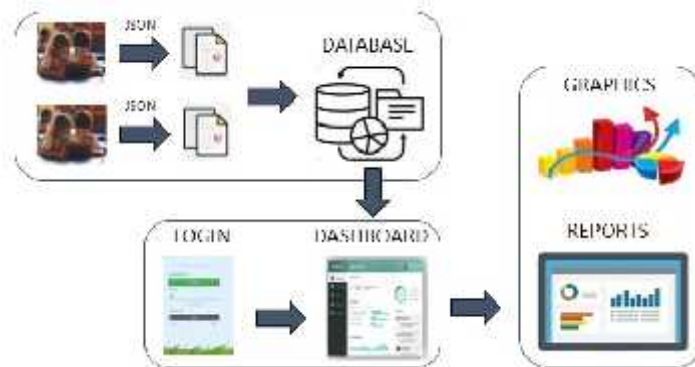 JSON
DATABASE
JSON
GRAPHICS
LOGIN
DASHBOARD
REPORTS